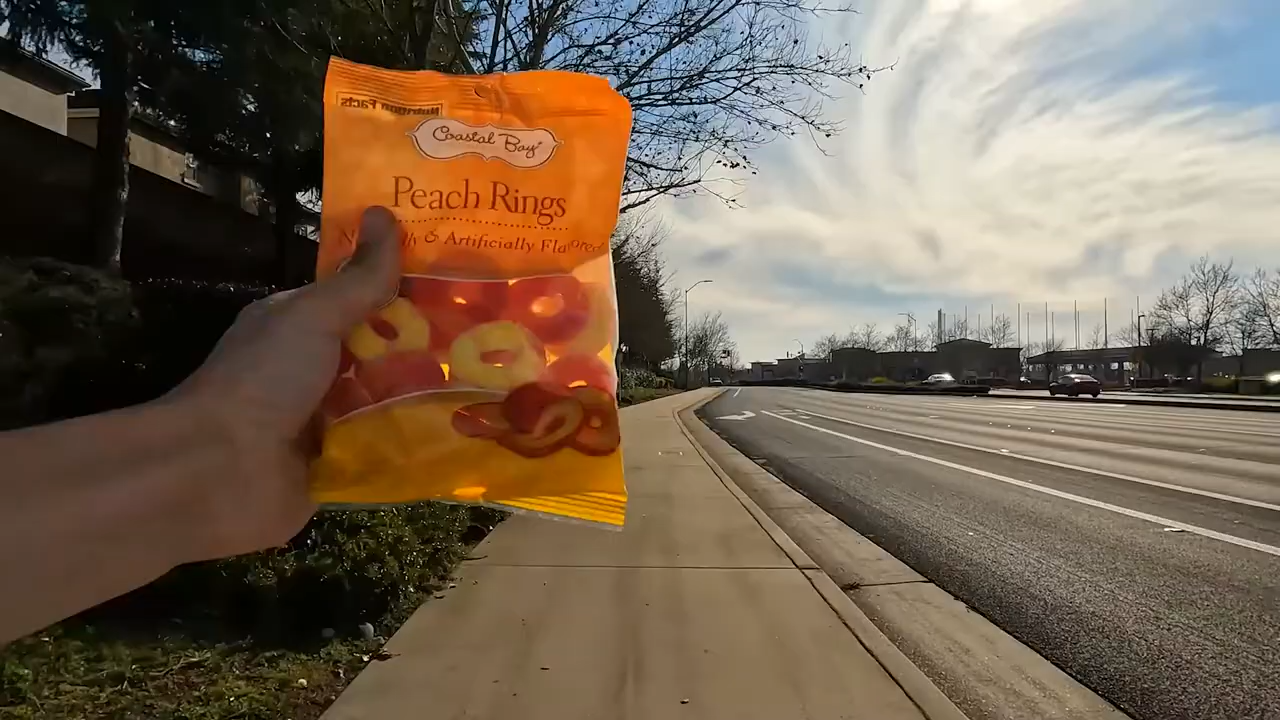 Nutrition Facts
Coastal Bay
Peach Rings
& Artificially Flavored